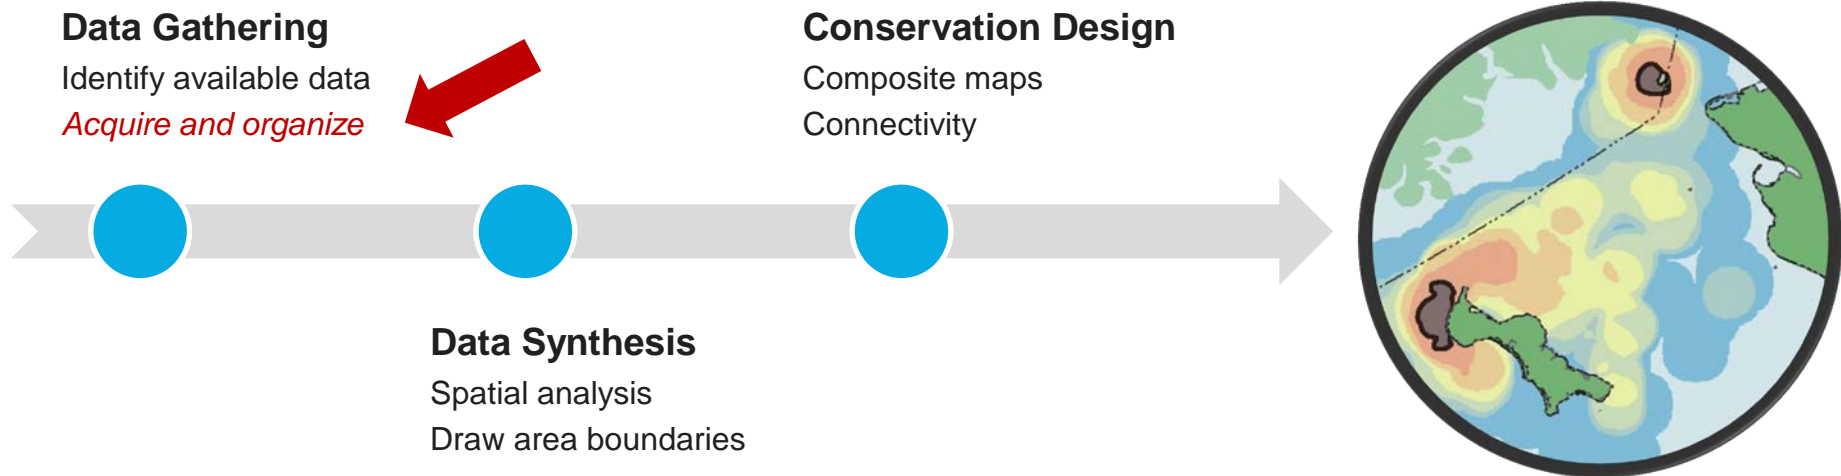 Data Gathering
Identify available data
Acquire and organize
Conservation Design
Composite maps
Connectivity
Data Synthesis
Spatial analysis
Draw area boundaries